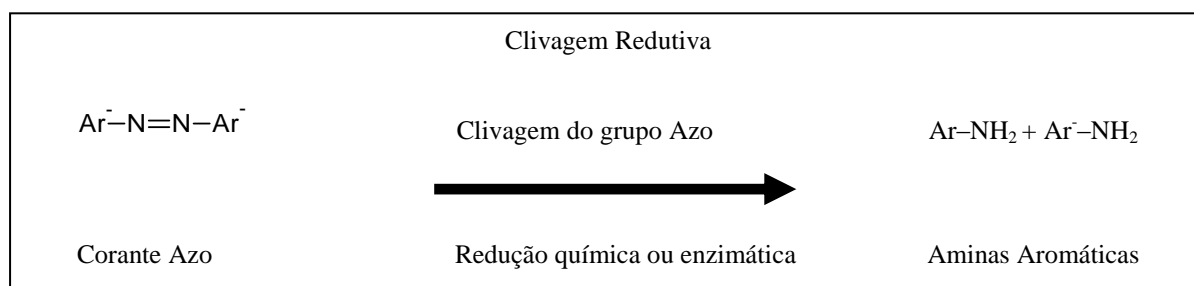 Clivagem Redutiva
Ar⁻–N=N–Ar⁻ Clivagem do grupo Azo Ar–NH₂ + Ar⁻–NH₂
Corante Azo Redução química ou enzimática Aminas Aromáticas